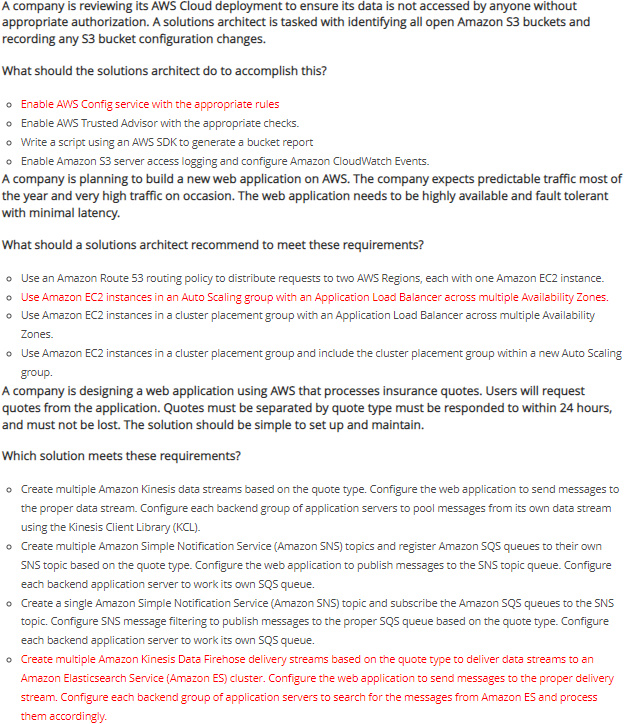 A company is reviewing its AWS Cloud deployment to ensure its data is not accessed by anyone without
appropriate authorization. A solutions architect is tasked with identifying all open Amazon S3 buckets and
recording any S3 bucket configuration changes.
What should the solutions architect do to accomplish this?
Enable AWS Config service with the appropriate rules
Enable AWS Trusted Advisor with the appropriate checks.
Write a script using an AWS SDK to generate a bucket report
Enable Amazon S3 server access logging and configure Amazon CloudWatch Events.
A company is planning to build a new web application on AWS. The company expects predictable traffic most of
the year and very high traffic on occasion. The web application needs to be highly available and fault tolerant
with minimal latency.
What should a solutions architect recommend to meet these requirements?
Use an Amazon Route 53 routing policy to distribute requests to two AWS Regions, each with one Amazon EC2 instance.
Use Amazon EC2 instances in an Auto Scaling group with an Application Load Balancer across multiple Availability Zones.
Use Amazon EC2 instances in a cluster placement group with an Application Load Balancer across multiple Availability
Zones.
Use Amazon EC2 instances in a cluster placement group and include the cluster placement group within a new Auto Scaling
group.
A company is designing a web application using AWS that processes insurance quotes. Users will request
quotes from the application. Quotes must be separated by quote type must be responded to within 24 hours,
and must not be lost. The solution should be simple to set up and maintain.
Which solution meets these requirements?
Create multiple Amazon Kinesis data streams based on the quote type. Configure the web application to send messages to
the proper data stream. Configure each backend group of application servers to pool messages from its own data stream
using the Kinesis Client Library (KCL).
Create multiple Amazon Simple Notification Service (Amazon SNS) topics and register Amazon SQS queues to their own
SNS topic based on the quote type. Configure the web application to publish messages to the SNS topic queue. Configure
each backend application server to work its own SQS queue.
Create a single Amazon Simple Notification Service (Amazon SNS) topic and subscribe the Amazon SQS queues to the SNS
topic. Configure SNS message filtering to publish messages to the proper SQS queue based on the quote type. Configure
each backend application server to work its own SQS queue.
Create multiple Amazon Kinesis Data Firehose delivery streams based on the quote type to deliver data streams to an
Amazon Elasticsearch Service (Amazon ES) cluster. Configure the web application to send messages to the proper delivery
stream. Configure each backend group of application servers to search for the messages from Amazon ES and process
them accordingly.